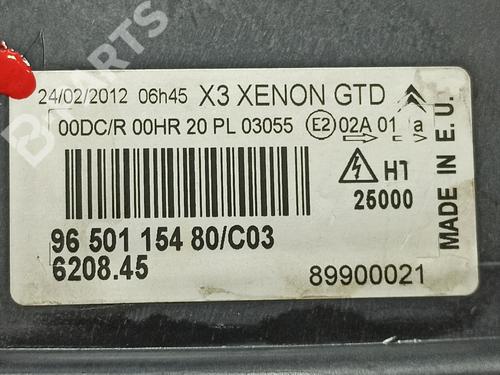 24/02/2012 06h45 X3 XENON GTD
00DC/R 00HR 20 PL 03055 E2 02A 01 a
HT
25000
MADE IN E.U.
96 501 154 80/C03
6208.45
89900021
B PARTS